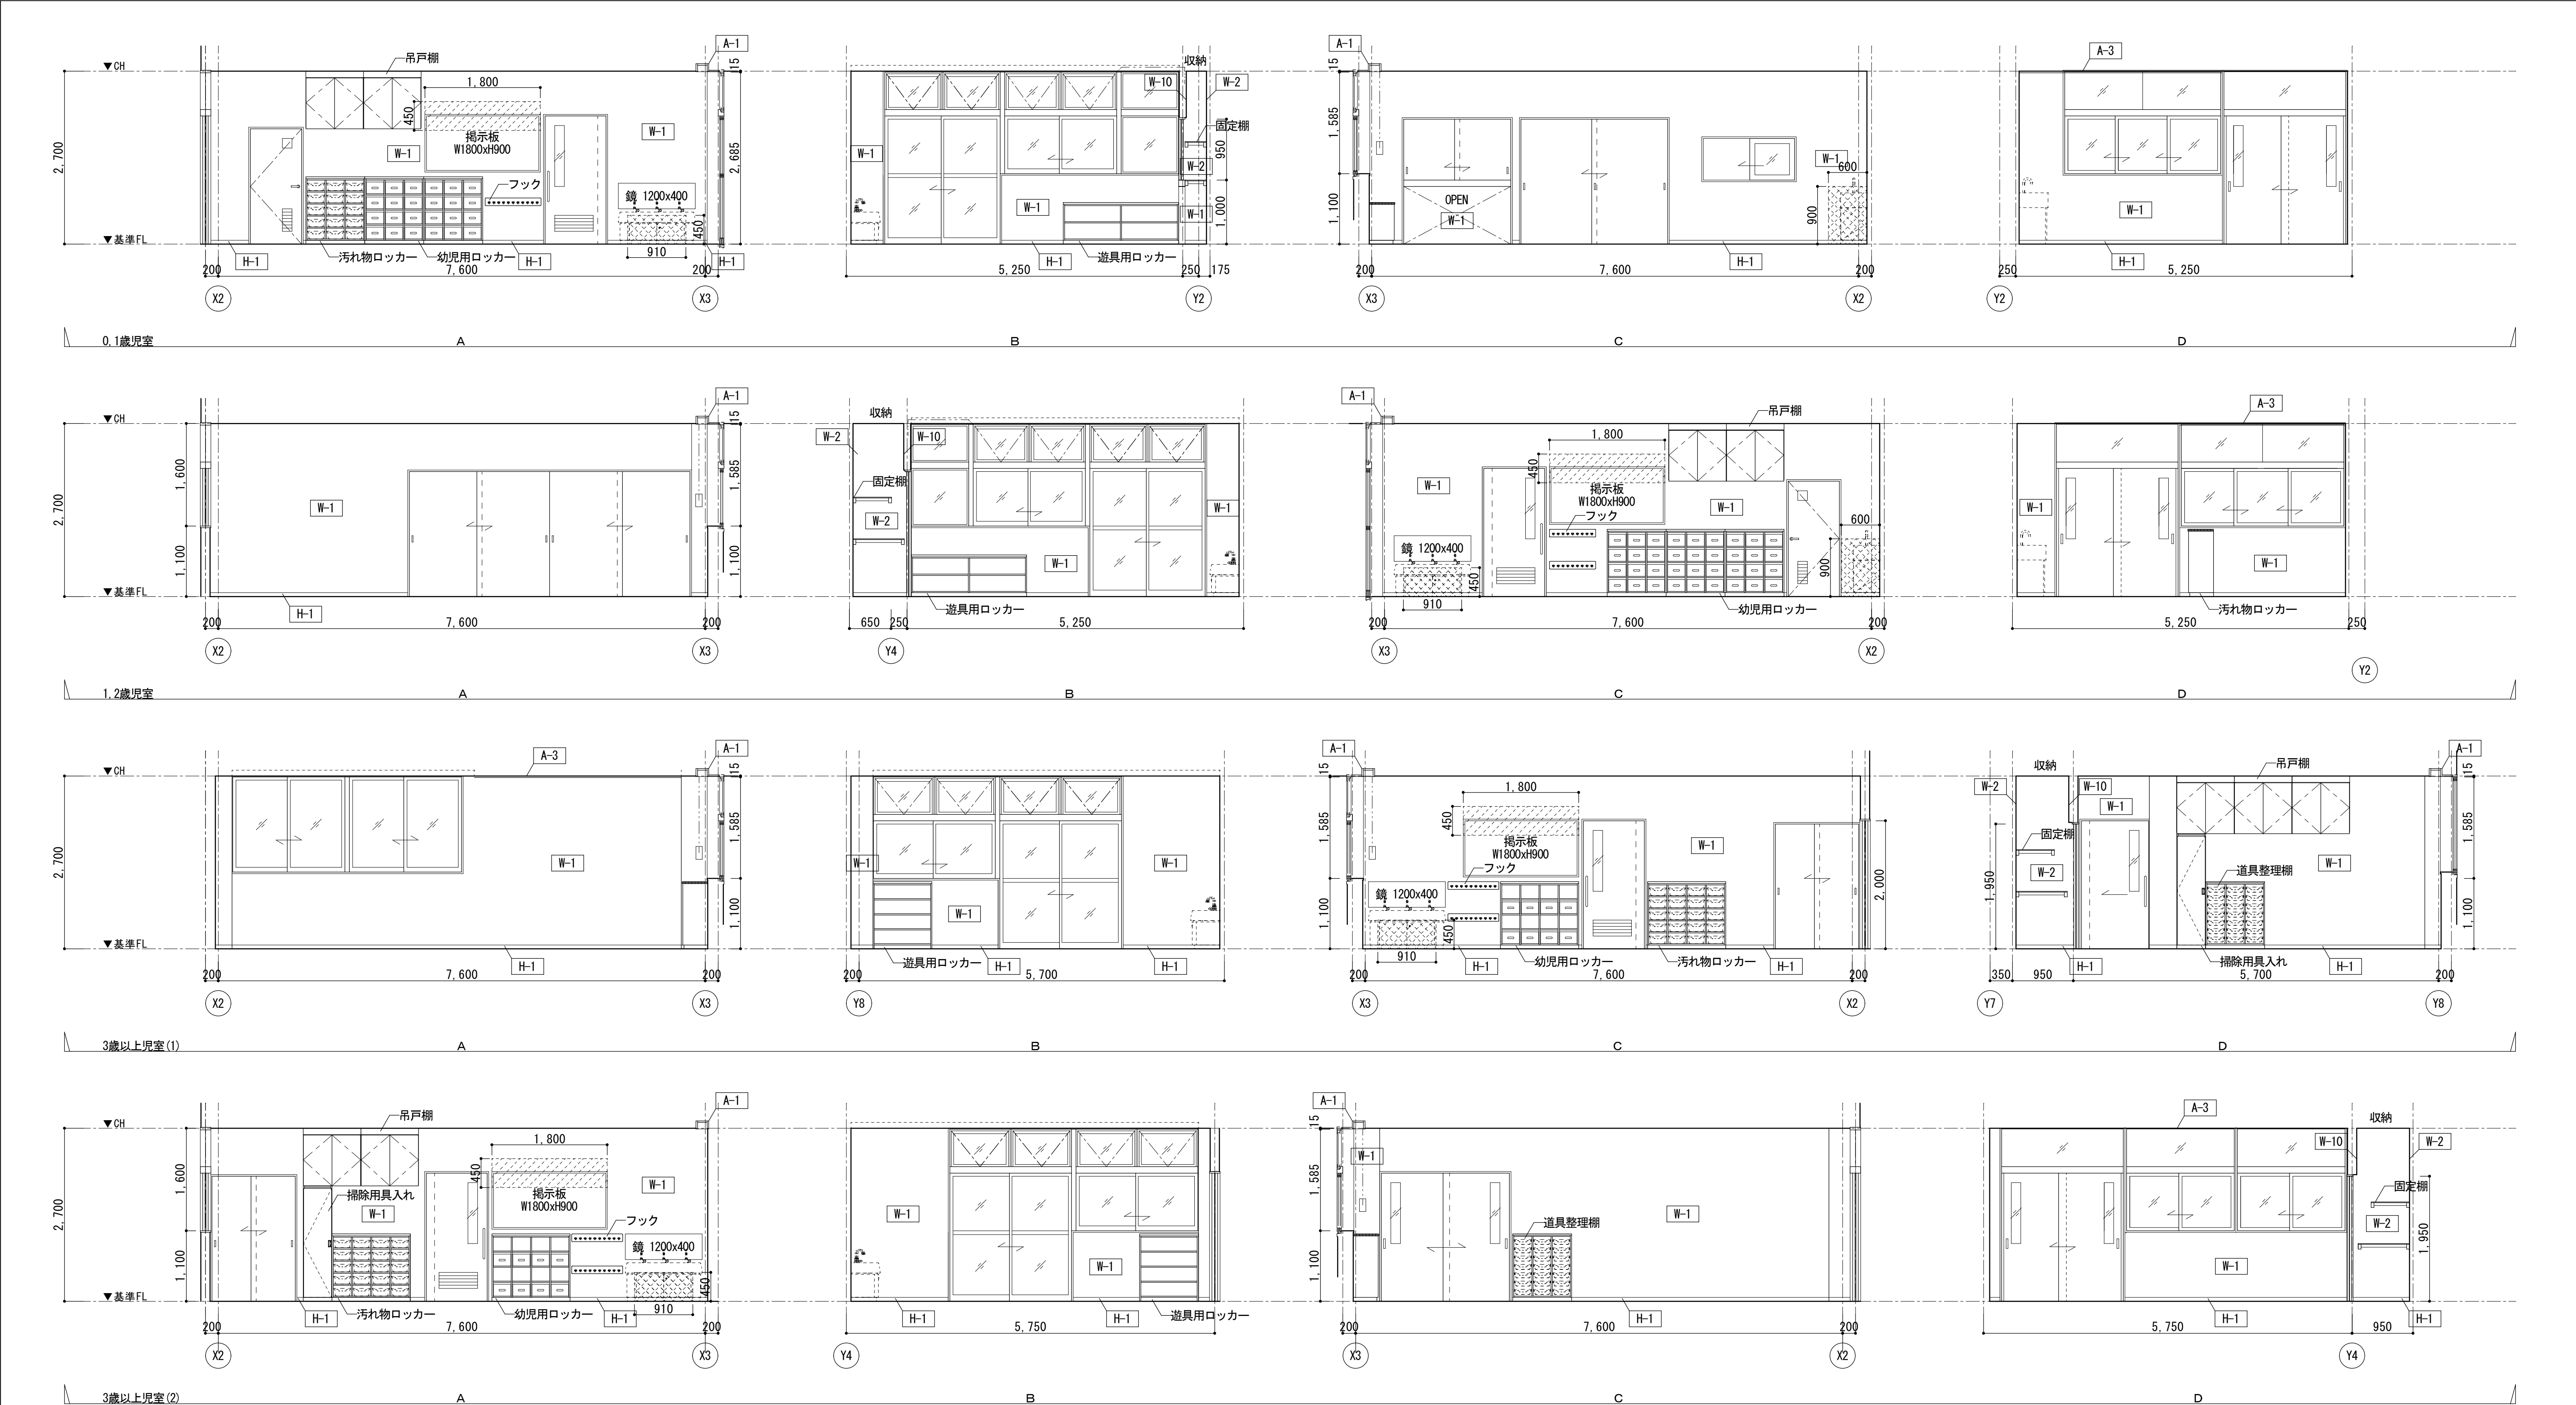 A-1 A-1 A-3
▼CH 吊戸棚 15 収納 15
1,800 W-10 W-2
450 掲示板 W-1 固定棚 1,585
W1800xH900
2,700 W-1 2,685 W-1 950 W-1
フック W-2 600
鏡 1200x400 OPEN
W-1 W-1 1,000 1,100 W-1 900 W-1
450
▼基準FL
H-1 汚れ物ロッカー 幼児用ロッカー H-1 910 H-1 H-1 遊具用ロッカー H-1 H-1
200 7,600 200 5,250 250 175 200 7,600 200 250 5,250
X2 X3 Y2 X3 X2 Y2
0,1歳児室 A B C D
A-1 A-1 A-3
▼CH 15 収納 吊戸棚
W-2 W-10 1,800
1,600 1,585 450
固定棚 掲示板
W1800xH900
2,700 W-1 W-2 W-1 W-1 W-1 W-1
フック 600
鏡 1200x400
1,100 1,100 W-1 450 900 W-1
▼基準FL
H-1 遊具用ロッカー 910 幼児用ロッカー 汚れ物ロッカー
200 7,600 200 650 250 5,250 200 7,600 200 5,250 250
X2 X3 Y4 X3 X2 Y2
1,2歳児室 A B C D
A-3 A-1 A-1 A-1
▼CH 15 15 収納 吊戸棚 15
1,800 W-2 W-10
1,585 1,585 450 W-1 1,585
掲示板 固定棚
W1800xH900 W-1
2,700 W-1 W-1 W-1 フック W-2 W-1
道具整理棚
鏡 1200x400 2,000 1,950
1,100 W-1 1,100 450 1,100
▼基準FL
H-1 遊具用ロッカー H-1 H-1 910 H-1 幼児用ロッカー 汚れ物ロッカー H-1 H-1 掃除用具入れ H-1
200 7,600 200 200 5,700 200 7,600 200 350 950 5,700 200
X2 X3 Y8 X3 X2 Y7 Y8
3歳以上児室(1) A B C D
A-1 A-1 A-3
▼CH 吊戸棚 15 収納
1,800 W-1 W-10 W-2
1,600 450 1,585
掃除用具入れ 掲示板 W-1 固定棚
W1800xH900
2,700 W-1 フック W-1 W-1 W-2
道具整理棚
鏡 1200x400 1,950
1,100 450 W-1 1,100 W-1
▼基準FL
H-1 汚れ物ロッカー 幼児用ロッカー H-1 910 H-1 H-1 遊具用ロッカー H-1 H-1 H-1
200 7,600 200 5,750 200 7,600 200 5,750 950
X2 X3 Y4 X3 X2 Y4
3歳以上児室(2) A B C D